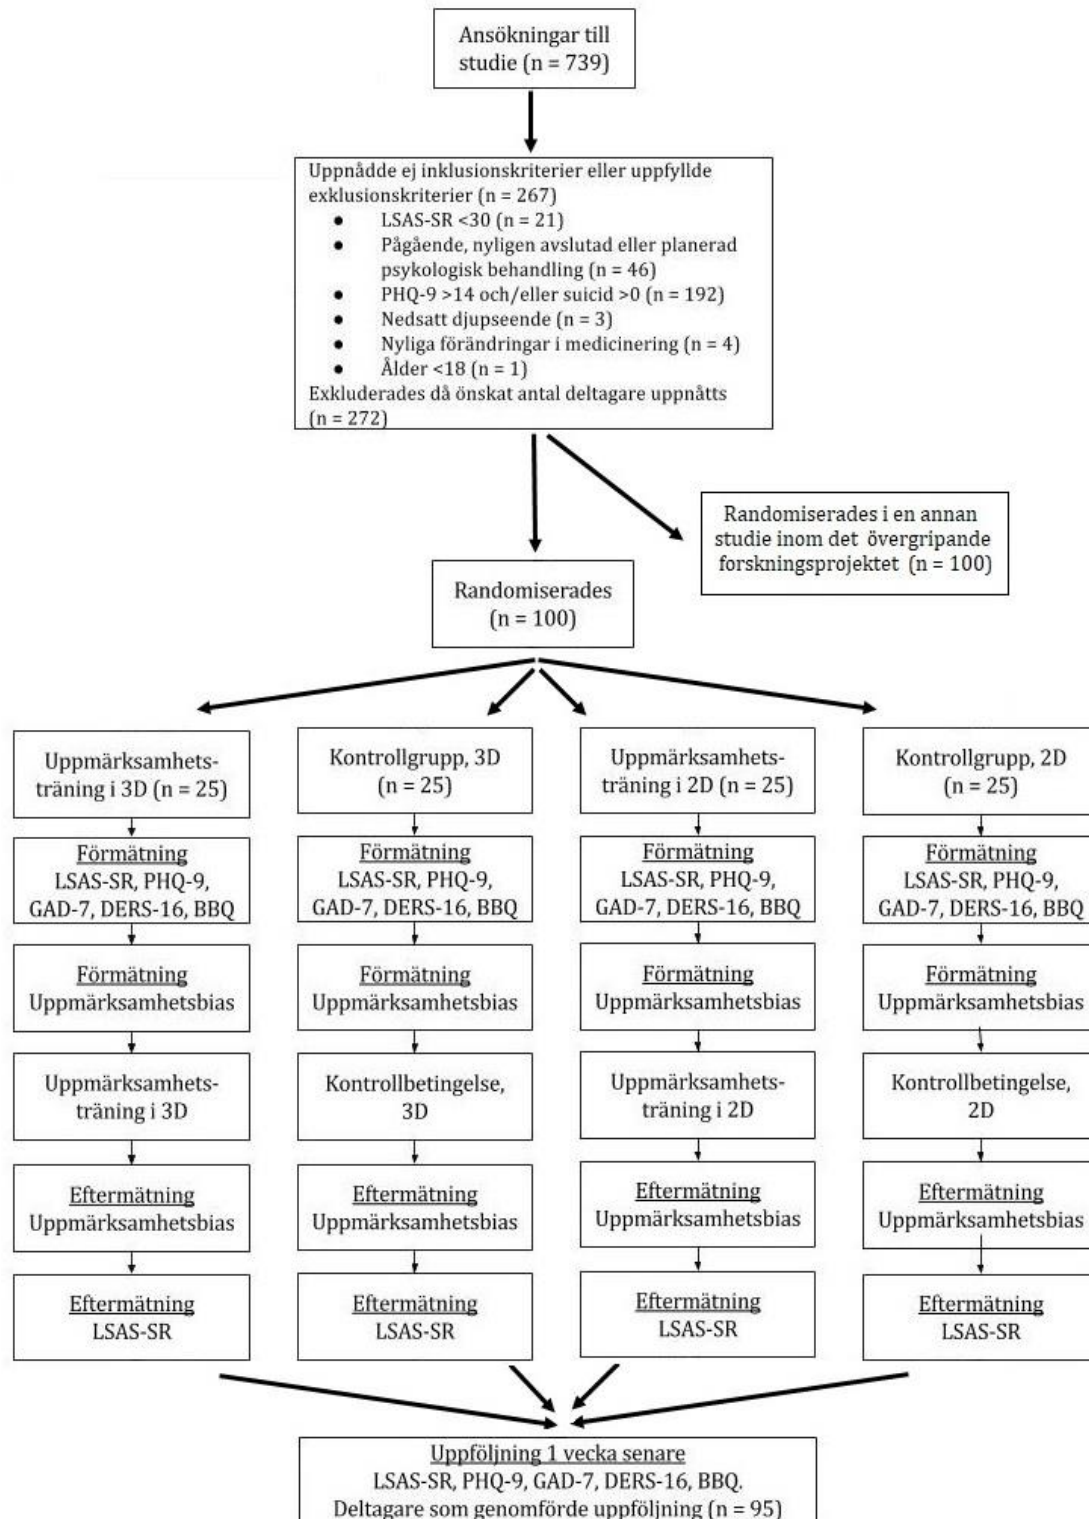 Ansökningar till
studie (n = 739)
Uppnådde ej inklusionskriterier eller uppfyllde
exklusionskriterier (n = 267)
● LSAS-SR <30 (n = 21)
● Pågående, nyligen avslutad eller planerad
psykologisk behandling (n = 46)
● PHQ-9 >14 och/eller suicid >0 (n = 192)
● Nedsatt djupseende (n = 3)
● Nyliga förändringar i medicinering (n = 4)
● Ålder <18 (n = 1)
Exkluderades då önskat antal deltagare uppnåtts
(n = 272)
Randomiserades i en annan
studie inom det övergripande
forskningsprojektet (n = 100)
Randomiserades
(n = 100)
Uppmärksamhets-
träning i 3D (n = 25)
Förmätning
LSAS-SR, PHQ-9,
GAD-7, DERS-16, BBQ
Förmätning
Uppmärksamhetsbias
Uppmärksamhets-
träning i 3D
Eftermätning
Uppmärksamhetsbias
Eftermätning
LSAS-SR
Kontrollgrupp, 3D
(n = 25)
Förmätning
LSAS-SR, PHQ-9,
GAD-7, DERS-16, BBQ
Förmätning
Uppmärksamhetsbias
Kontrollbetingelse,
3D
Eftermätning
Uppmärksamhetsbias
Eftermätning
LSAS-SR
Uppmärksamhets-
träning i 2D (n = 25)
Förmätning
LSAS-SR, PHQ-9,
GAD-7, DERS-16, BBQ
Förmätning
Uppmärksamhetsbias
Uppmärksamhets-
träning i 2D
Eftermätning
Uppmärksamhetsbias
Eftermätning
LSAS-SR
Kontrollgrupp, 2D
(n = 25)
Förmätning
LSAS-SR, PHQ-9,
GAD-7, DERS-16, BBQ
Förmätning
Uppmärksamhetsbias
Kontrollbetingelse,
2D
Eftermätning
Uppmärksamhetsbias
Eftermätning
LSAS-SR
Uppföljning 1 vecka senare
LSAS-SR, PHQ-9, GAD-7, DERS-16, BBQ.
Deltagare som genomförde uppföljning (n = 95)